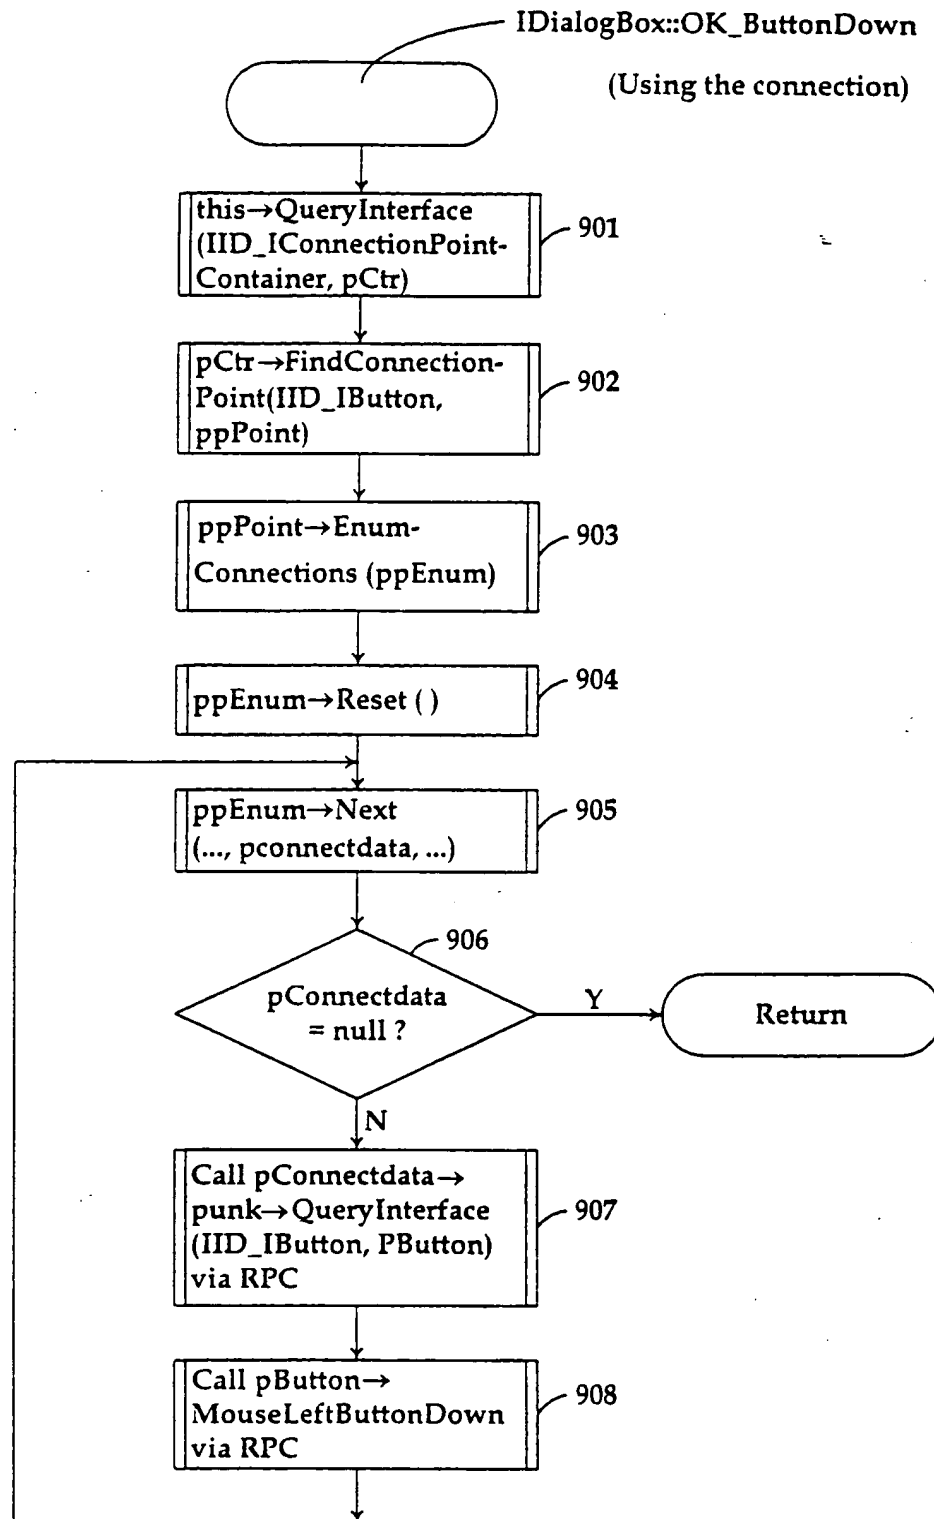 IDialogBox::OK_ButtonDown
(Using the connection)
this→QueryInterface
(IID_IConnectionPoint-
Container, pCtr)
901
pCtr→FindConnection-
Point(IID_IButton,
ppPoint)
902
ppPoint→Enum-
Connections (ppEnum)
903
ppEnum→Reset ( )
904
ppEnum→Next
(..., pconnectdata, ...)
905
906
pConnectdata
= null ?
Y
Return
N
Call pConnectdata→
punk→QueryInterface
(IID_IButton, PButton)
via RPC
907
Call pButton→
MouseLeftButtonDown
via RPC
908